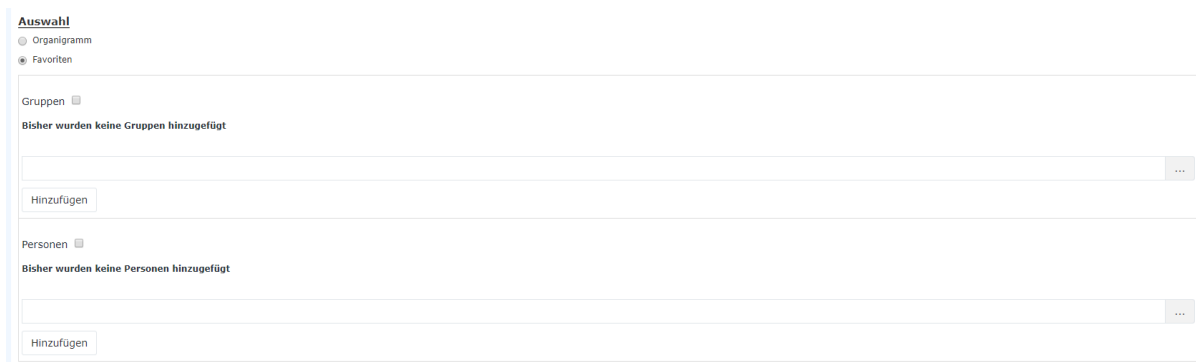 Auswahl
Organigramm
Favoriten
Gruppen
Bisher wurden keine Gruppen hinzugefügt
...
Hinzufügen
Personen
Bisher wurden keine Personen hinzugefügt
...
Hinzufügen